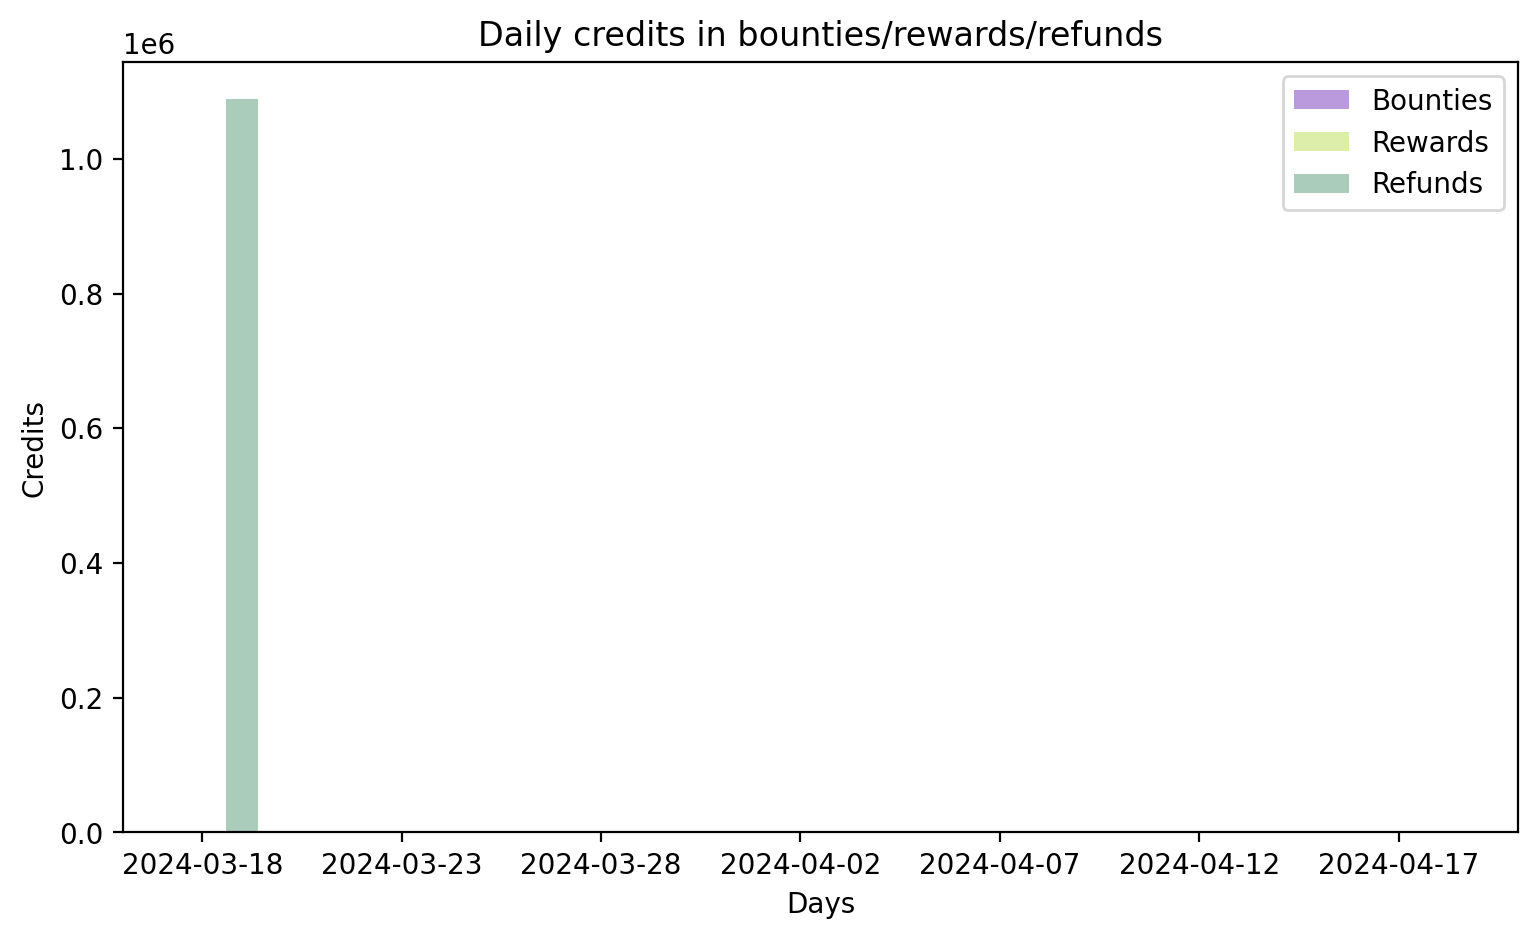 Daily credits in bounties/rewards/refunds
1e6
Bounties
Rewards
Refunds
1.0
0.8
0.6
0.4
0.2
0.0
Credits
2024-03-18 2024-03-23 2024-03-28 2024-04-02 2024-04-07 2024-04-12 2024-04-17
Days